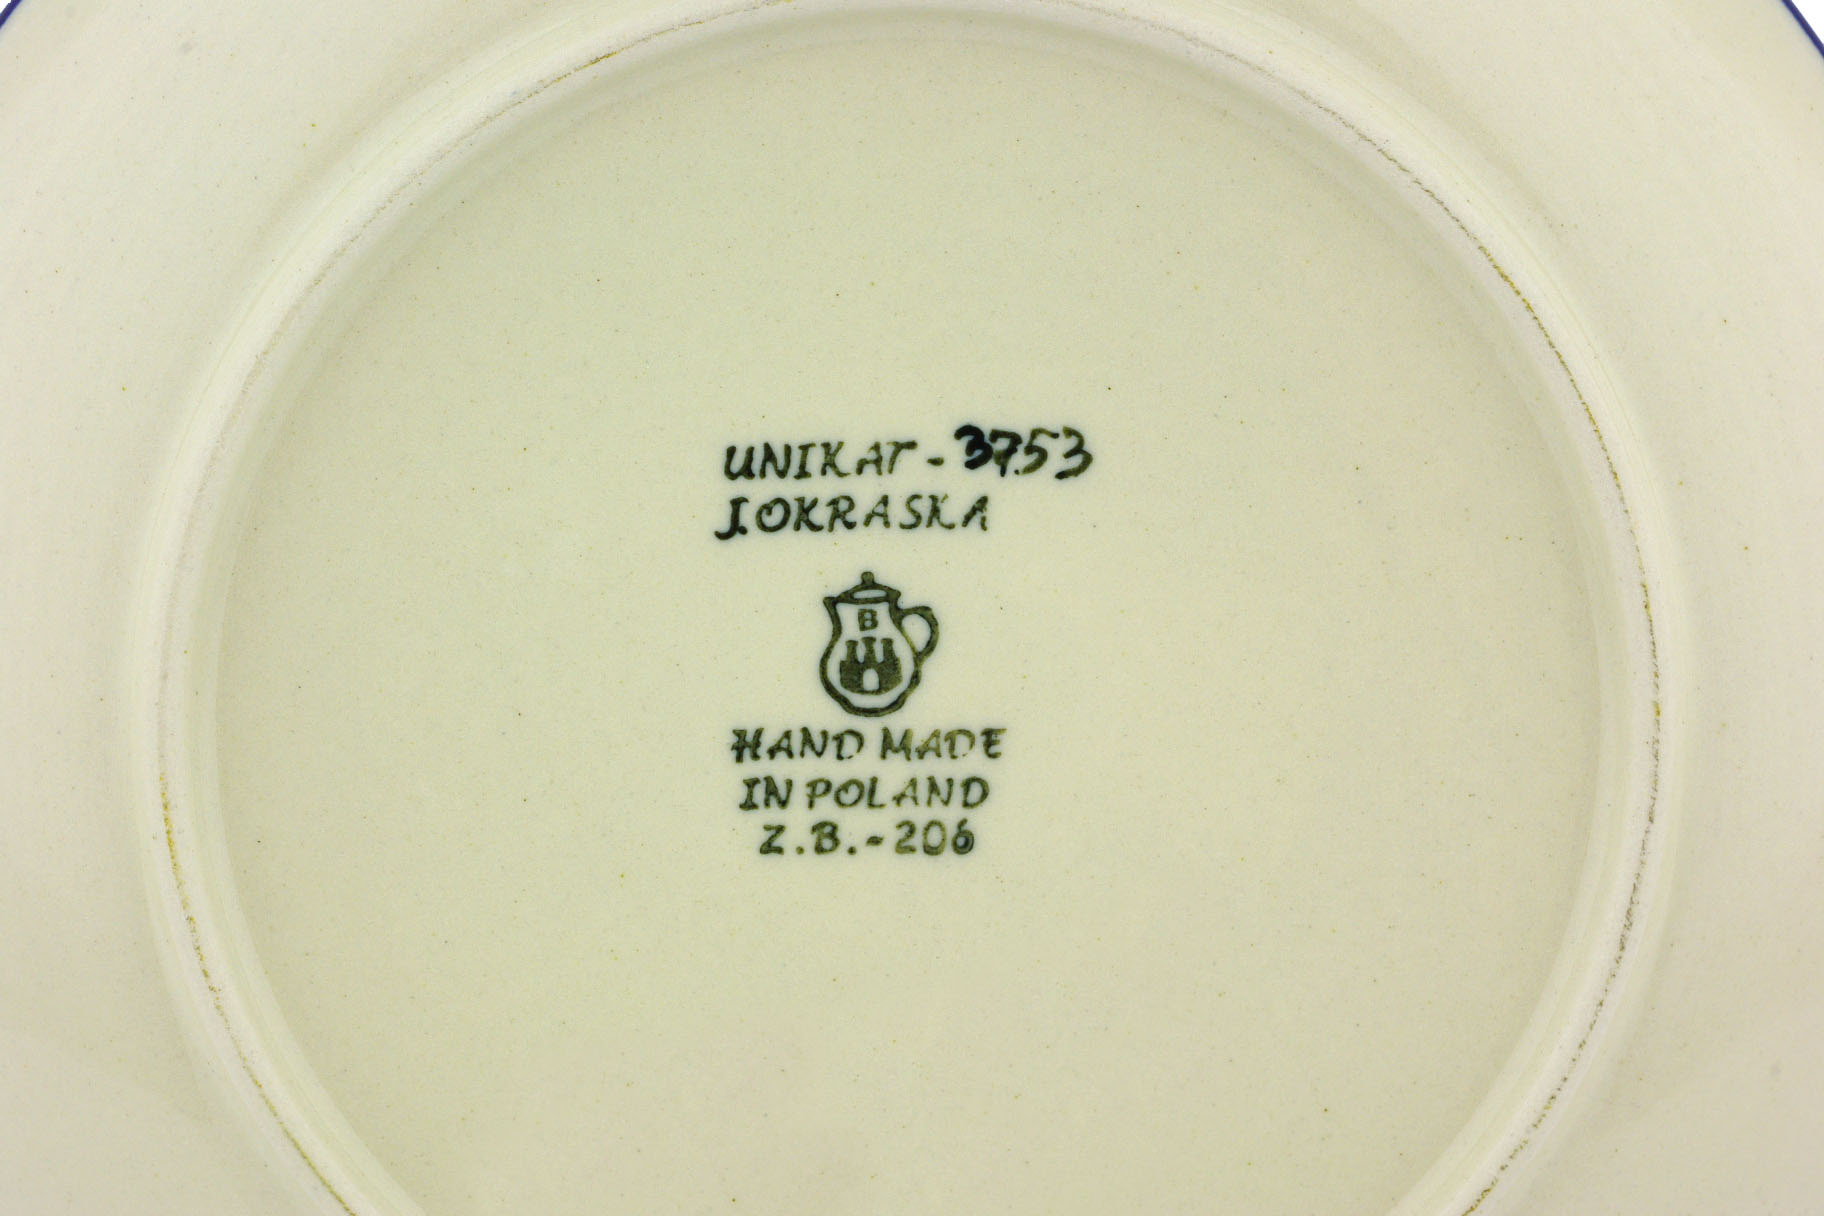 UNIKAT - 3753
J.OKRASKA
B
HAND MADE
IN POLAND
Z.B.-206